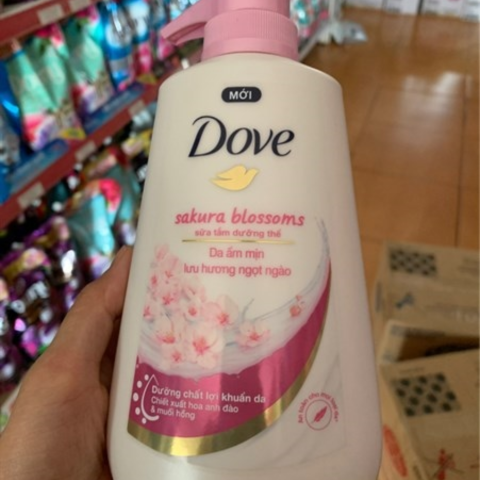 MỚI
Dove
sakura blossoms
sữa tắm dưỡng thể
Da ẩm mịn
lưu hương ngọt ngào
Dưỡng chất lợi khuẩn da
Chiết xuất hoa anh đào
& muối hồng